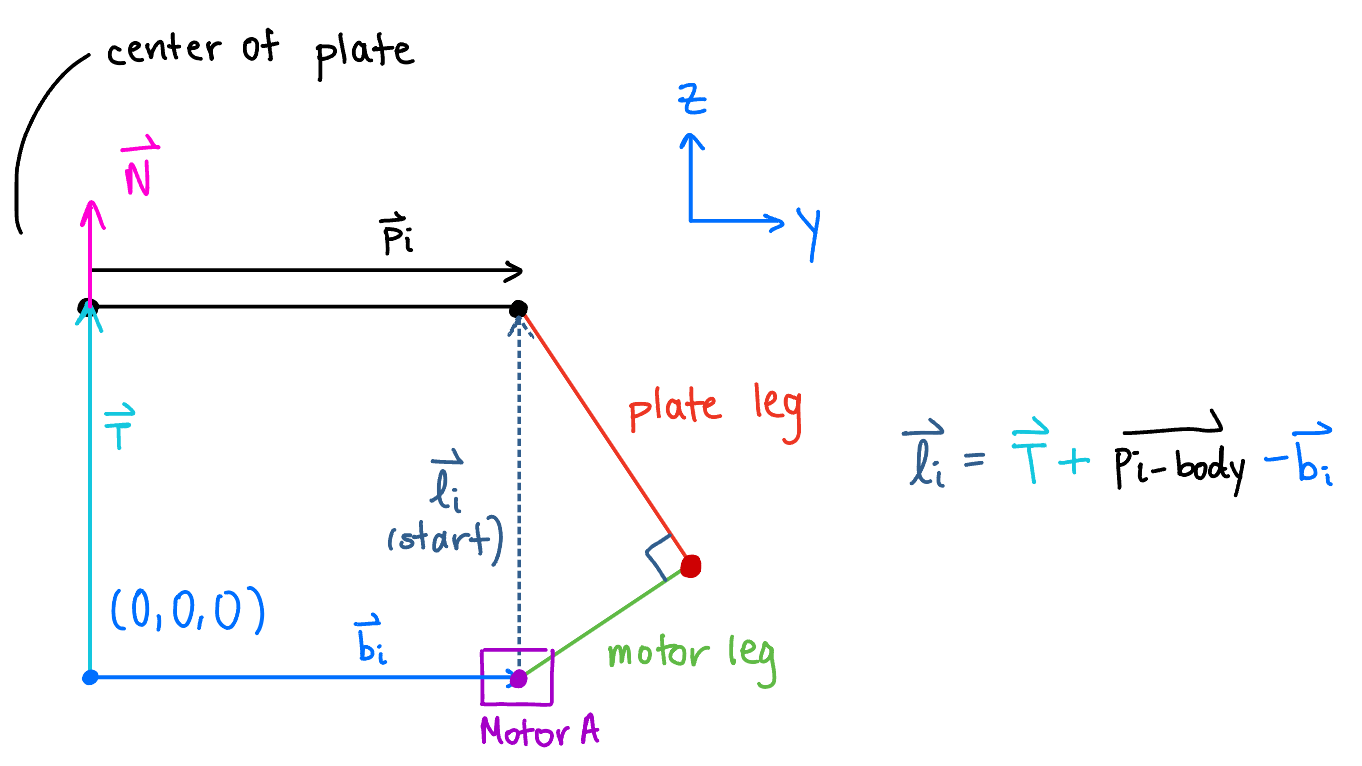 center of plate
N
Z
pi
Y
T
plate leg
li
(start)
li = T + pi-body - bi
(0,0,0)
bi
motor leg
Motor A